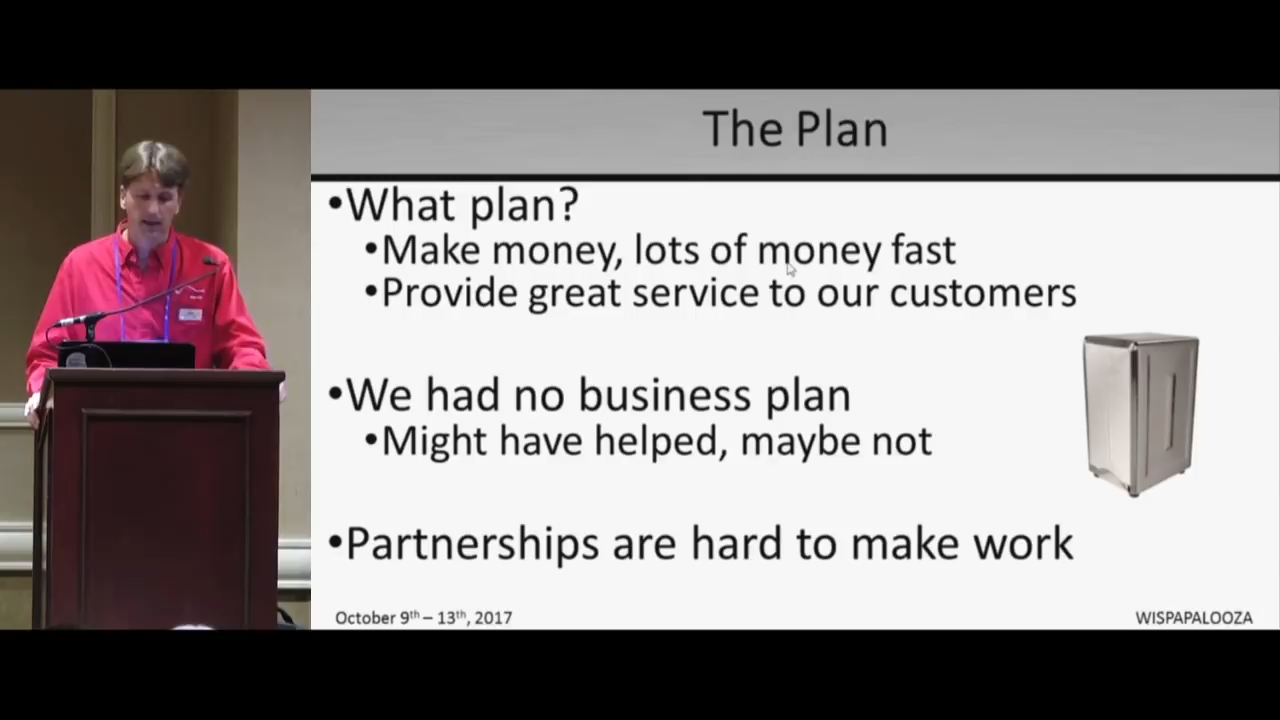 The Plan
•What plan?
•Make money, lots of money fast
•Provide great service to our customers
•We had no business plan
•Might have helped, maybe not
•Partnerships are hard to make work
October 9th – 13th, 2017
WISPAPALOOZA